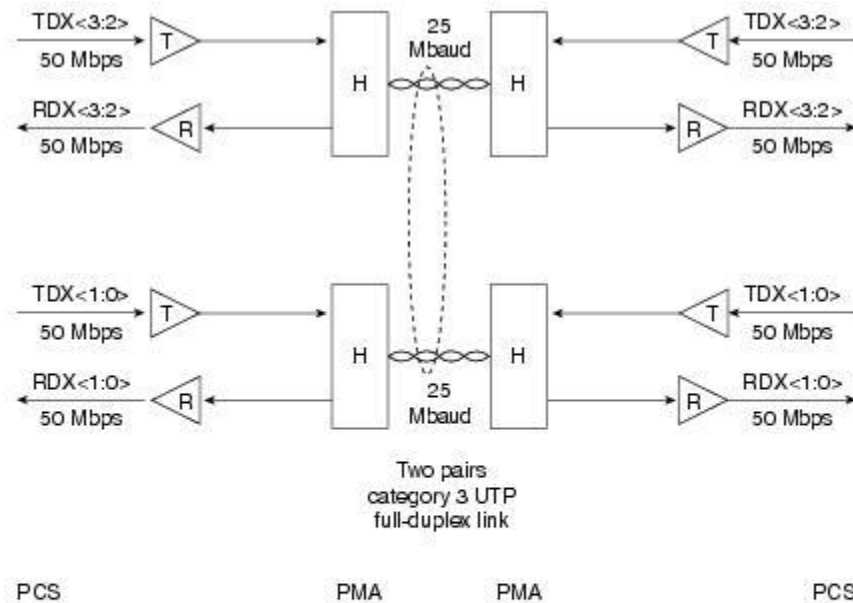 TDX<3:2>
50 Mbps
T
RDX<3:2>
50 Mbps
R
H
25
Mbaud
H
T
TDX<3:2>
50 Mbps
R
RDX<3:2>
50 Mbps
TDX<1:0>
50 Mbps
T
RDX<1:0>
50 Mbps
R
H
25
Mbaud
H
T
TDX<1:0>
50 Mbps
R
RDX<1:0>
50 Mbps
Two pairs
category 3 UTP
full-duplex link
PCS
PMA
PMA
PCS